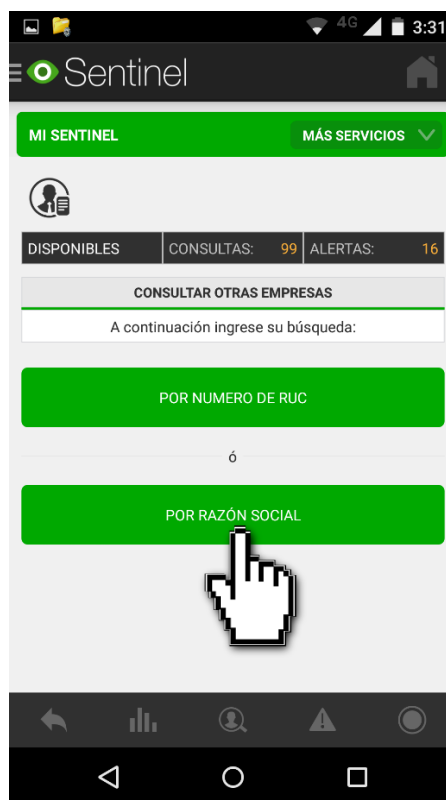 4G 3:31
Sentinel
MI SENTINEL MÁS SERVICIOS
DISPONIBLES CONSULTAS: 99 ALERTAS: 16
CONSULTAR OTRAS EMPRESAS
A continuación ingrese su búsqueda:
POR NUMERO DE RUC
ó
POR RAZÓN SOCIAL